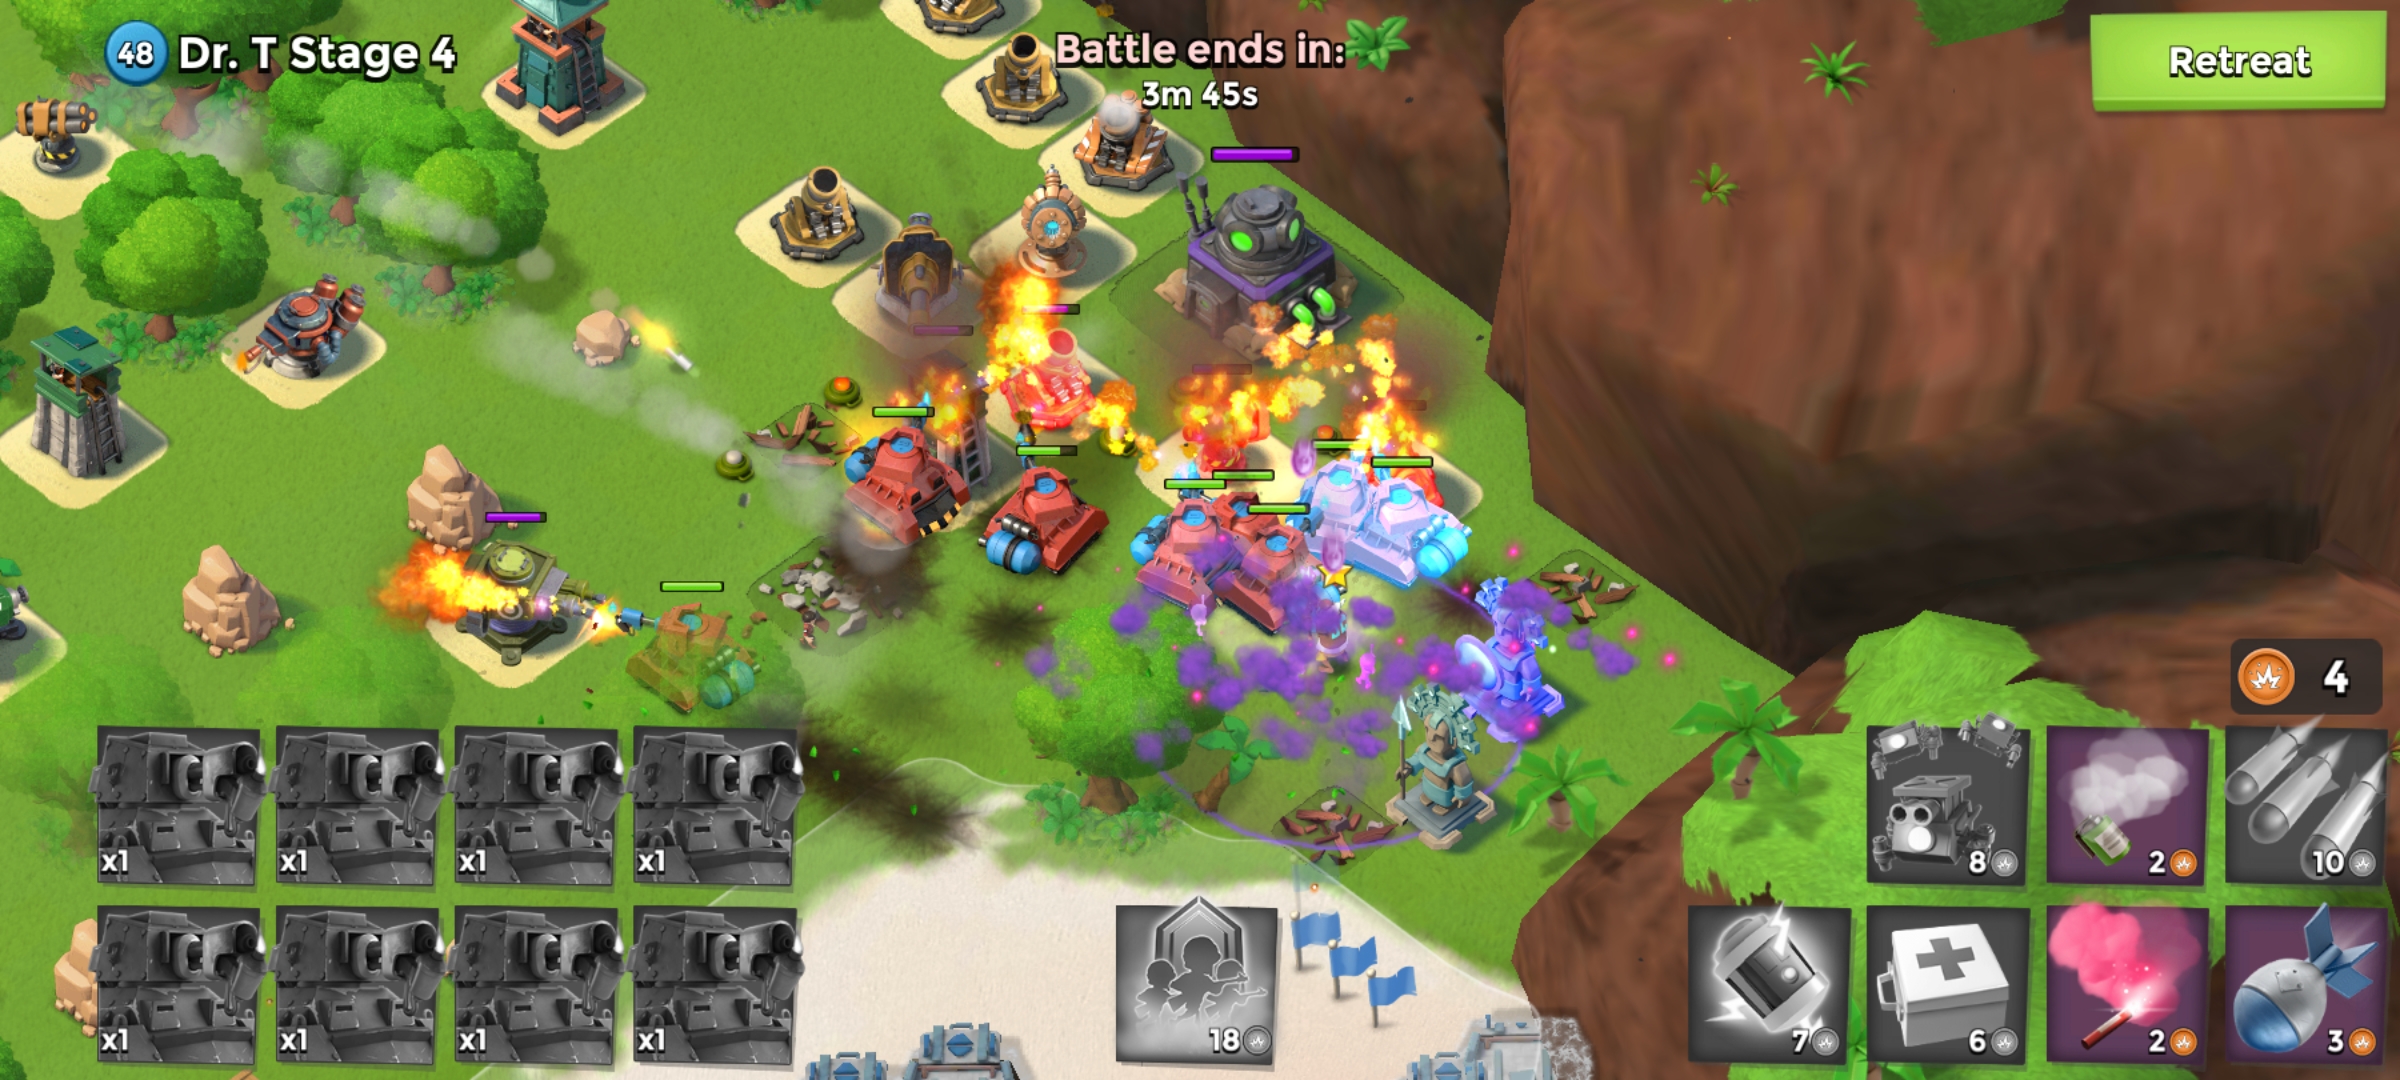 48 Dr. T Stage 4
Battle ends in:
3m 45s
Retreat
4
x1 x1 x1 x1
8 2 10
x1 x1 x1 x1
18
7 6 2 3